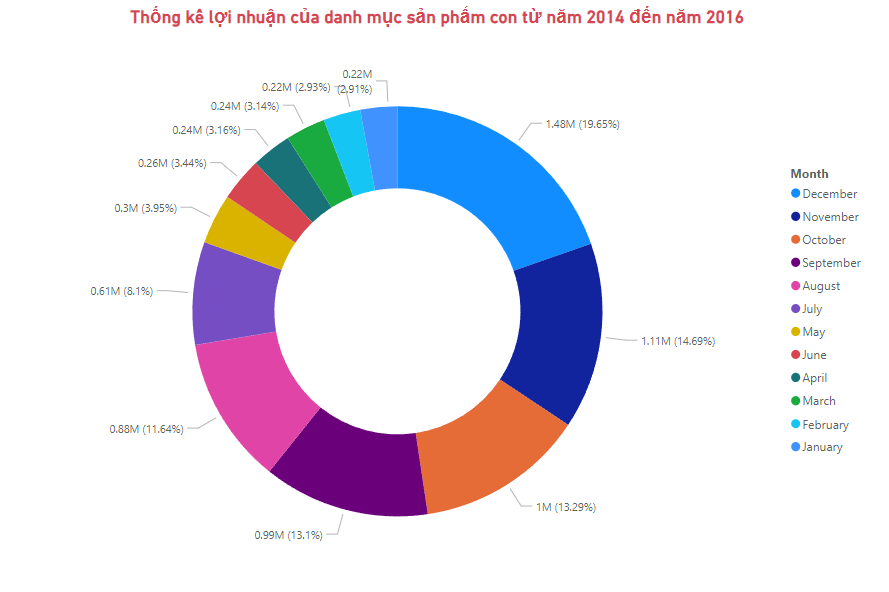 Thống kê lợi nhuận của danh mục sản phẩm con từ năm 2014 đến năm 2016
0.22M
(2.91%)
0.22M (2.93%)
0.24M (3.14%)
0.24M (3.16%)
0.26M (3.44%)
0.3M (3.95%)
0.61M (8.1%)
0.88M (11.64%)
0.99M (13.1%)
1M (13.29%)
1.11M (14.69%)
1.48M (19.65%)
Month
December
November
October
September
August
July
May
June
April
March
February
January